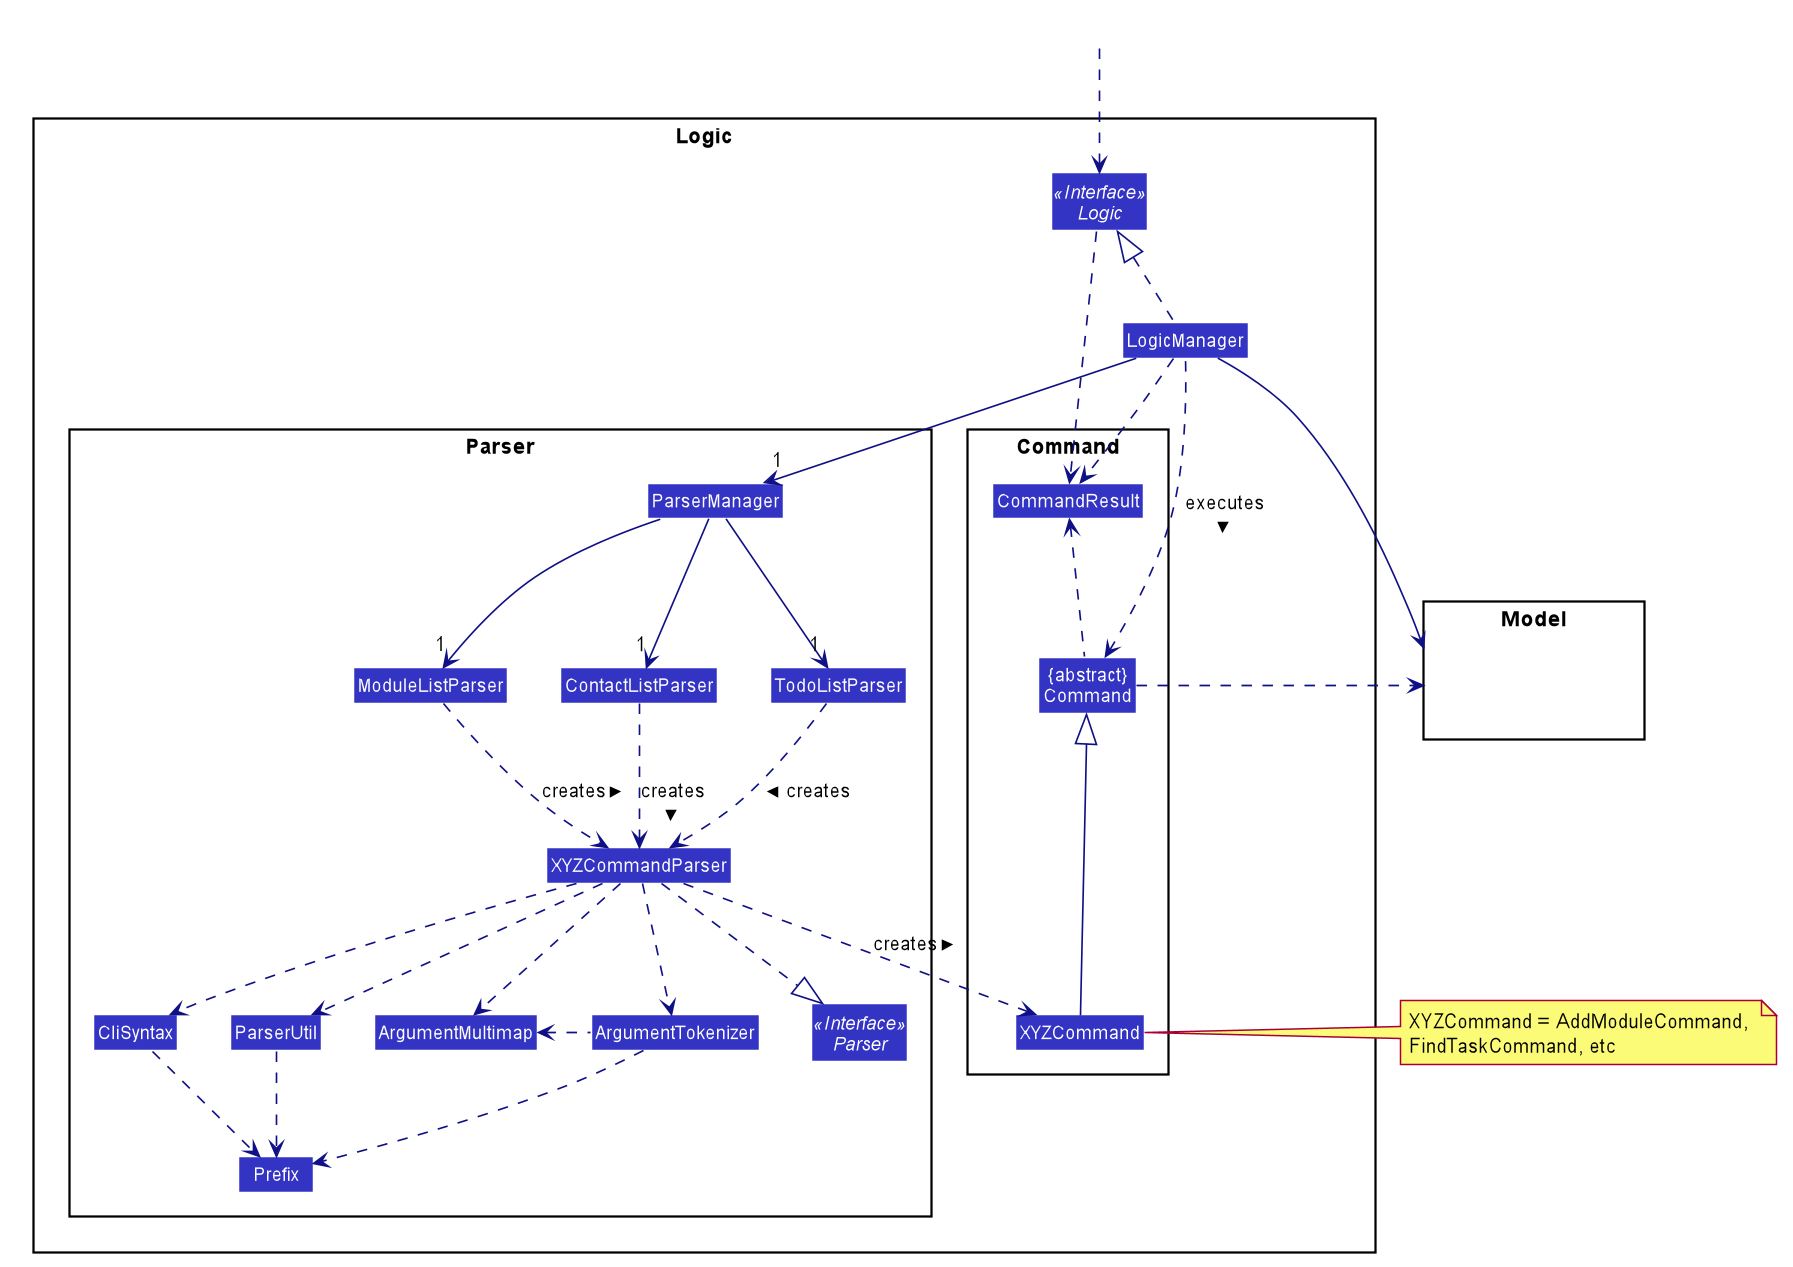 Logic
«Interface»
Logic
LogicManager
Parser
Command
1
ParserManager
CommandResult
executes
Model
1
1
1
ModuleListParser
ContactListParser
TodoListParser
{abstract}
Command
creates
creates
creates
XYZCommandParser
creates
CliSyntax
ParserUtil
ArgumentMultimap
ArgumentTokenizer
«Interface»
Parser
XYZCommand
XYZCommand = AddModuleCommand,
FindTaskCommand, etc
Prefix